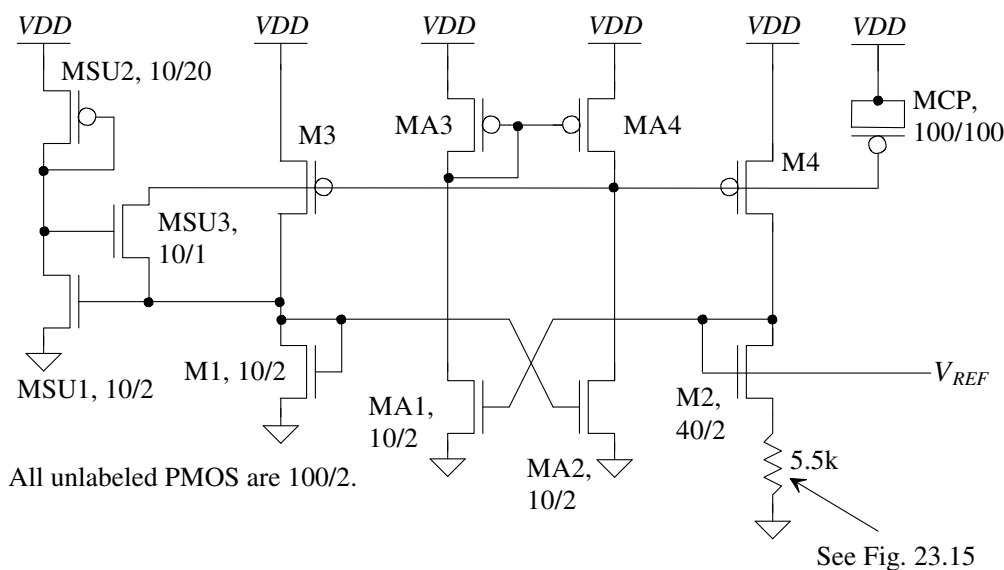 VDD VDD VDD VDD VDD VDD
MSU2, 10/20
MCP,
100/100
M3
MA3
MA4
M4
MSU3,
10/1
M1, 10/2
MSU1, 10/2
MA1,
10/2
MA2,
10/2
M2,
40/2
VREF
5.5k
All unlabeled PMOS are 100/2.
See Fig. 23.15